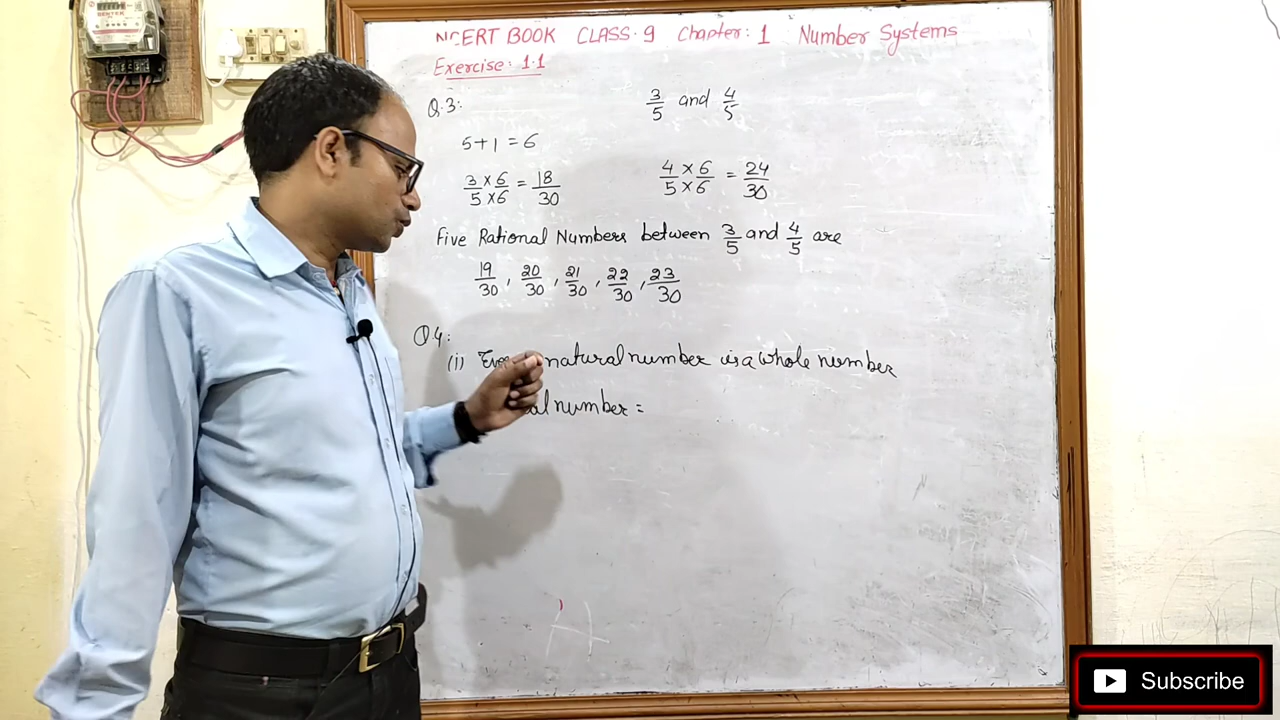 NCERT BOOK CLASS·9 Chapter: 1 Number Systems
Exercise: 1·1
Q.3: 3/5 and 4/5
5+1=6
3×6/5×6 = 18/30 4×6/5×6 = 24/30
Five Rational Numbers between 3/5 and 4/5 are
19/30, 20/30, 21/30, 22/30, 23/30
Q4:
(i) natural number is a whole number
number =
Subscribe